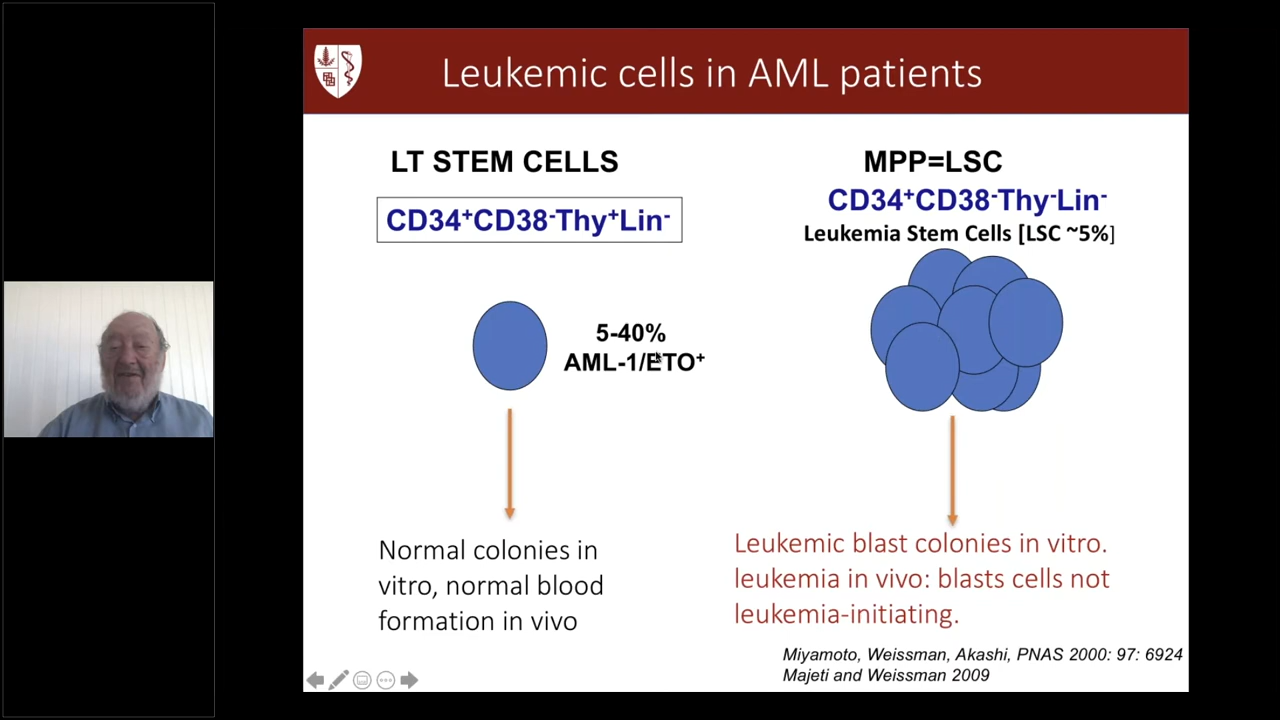 Leukemic cells in AML patients
LT STEM CELLS
CD34⁺CD38⁻Thy⁺Lin⁻
5-40%
AML-1/ETO⁺
Normal colonies in
vitro, normal blood
formation in vivo
MPP=LSC
CD34⁺CD38⁻Thy⁻Lin⁻
Leukemia Stem Cells [LSC ~5%]
Leukemic blast colonies in vitro.
leukemia in vivo: blasts cells not
leukemia-initiating.
Miyamoto, Weissman, Akashi, PNAS 2000: 97: 6924
Majeti and Weissman 2009